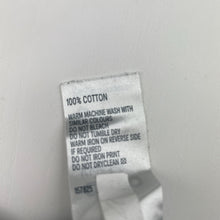 100% COTTON
WARM MACHINE WASH WITH
SIMILAR COLOURS
DO NOT BLEACH
DO NOT TUMBLE DRY
WARM IRON ON REVERSE SIDE
IF REQUIRED
DO NOT IRON PRINT
DO NOT DRYCLEAN
157825